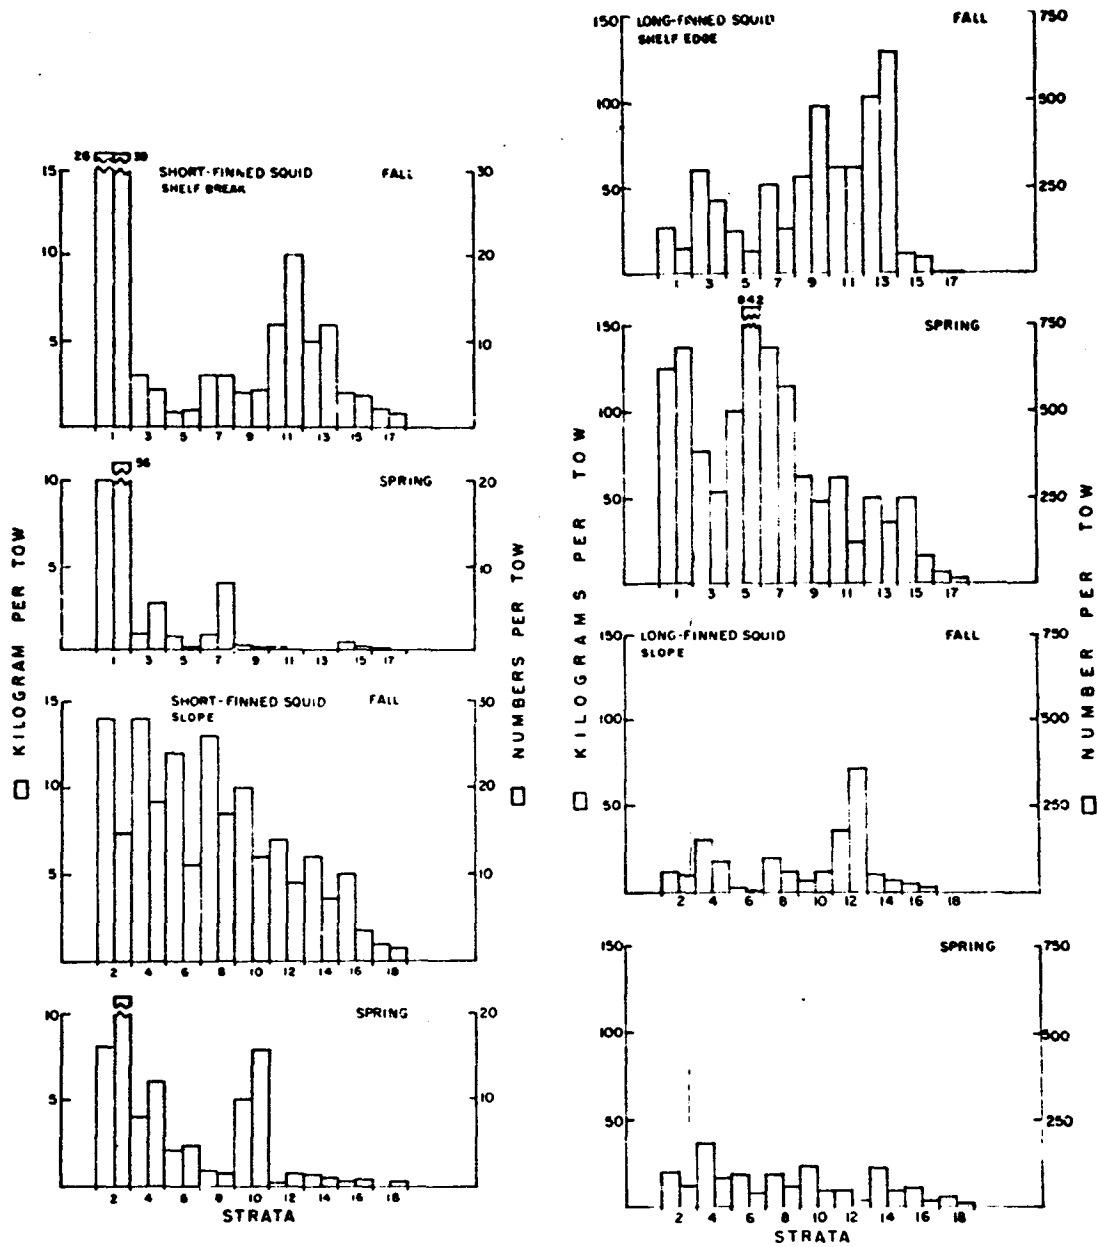 SHORT-FINNED SQUID
SHELF BREAK
FALL
26
15
10
5
30
20
10
1 3 5 7 9 11 13 15 17
SPRING
56
10
5
20
10
1 3 5 7 9 11 13 15 17
SHORT-FINNED SQUID
SLOPE
FALL
15
10
5
30
20
10
2 4 6 8 10 12 14 16 18
SPRING
10
5
20
10
2 4 6 8 10 12 14 16 18
STRATA
KILOGRAM PER TOW
NUMBERS PER TOW
LONG-FINNED SQUID
SHELF EDGE
FALL
150
100
50
750
500
250
1 3 5 7 9 11 13 15 17
842
SPRING
150
100
50
750
500
250
1 3 5 7 9 11 13 15 17
LONG-FINNED SQUID
SLOPE
FALL
150
100
50
750
500
250
2 4 6 8 10 12 14 16 18
SPRING
150
100
50
750
500
250
2 4 6 8 10 12 14 16 18
STRATA
KILOGRAMS PER TOW
NUMBER PER TOW